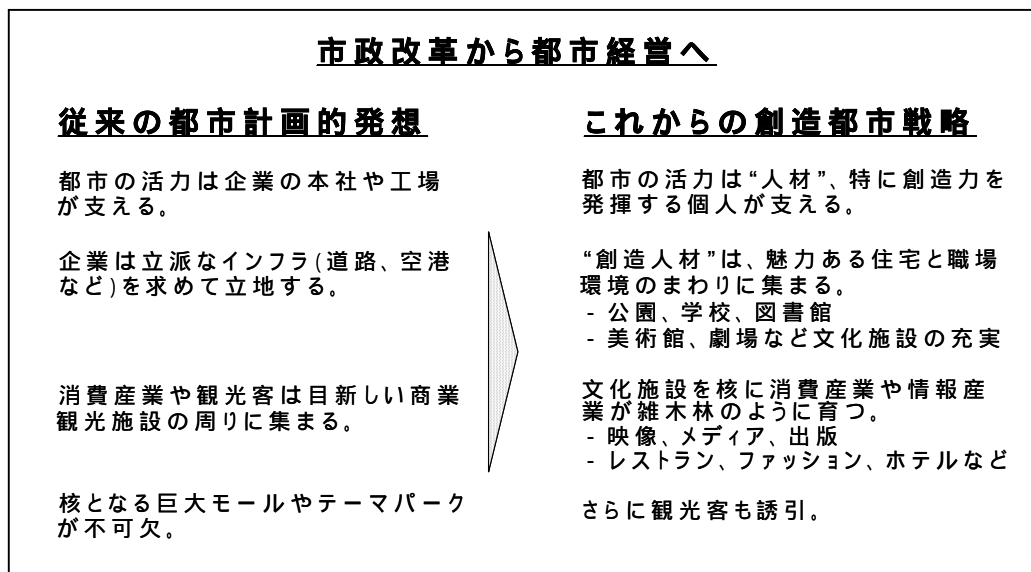 市政改革から都市経営へ
従来の都市計画的発想
都市の活力は企業の本社や工場
が支える。
企業は立派なインフラ(道路、空港
など)を求めて立地する。
消費産業や観光客は目新しい商業
観光施設の周りに集まる。
核となる巨大モールやテーマパーク
が不可欠。
これからの創造都市戦略
都市の活力は“人材”、特に創造力を
発揮する個人が支える。
“創造人材”は、魅力ある住宅と職場
環境のまわりに集まる。
- 公園、学校、図書館
- 美術館、劇場など文化施設の充実
文化施設を核に消費産業や情報産
業が雑木林のように育つ。
- 映像、メディア、出版
- レストラン、ファッション、ホテルなど
さらに観光客も誘引。